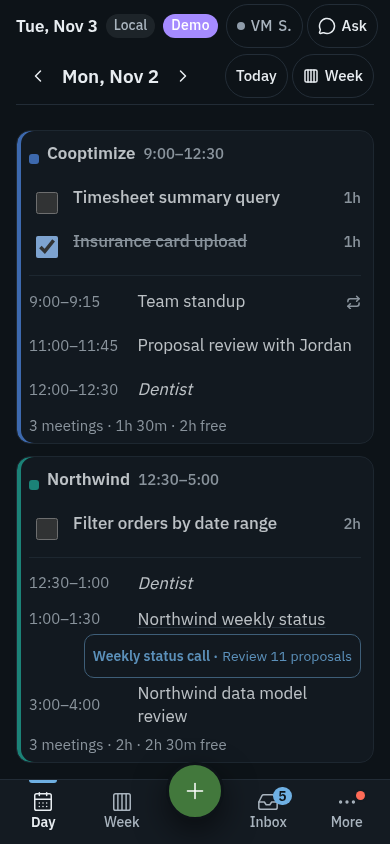 Tue, Nov 3 Local Demo VM S. Ask
Mon, Nov 2 Today Week
Cooptimize 9:00–12:30
Timesheet summary query 1h
Insurance card upload 1h
9:00–9:15 Team standup
11:00–11:45 Proposal review with Jordan
12:00–12:30 Dentist
3 meetings · 1h 30m · 2h free
Northwind 12:30–5:00
Filter orders by date range 2h
12:30–1:00 Dentist
1:00–1:30 Northwind weekly status
Weekly status call · Review 11 proposals
3:00–4:00 Northwind data model
review
3 meetings · 2h · 2h 30m free
5
Day Week Inbox More